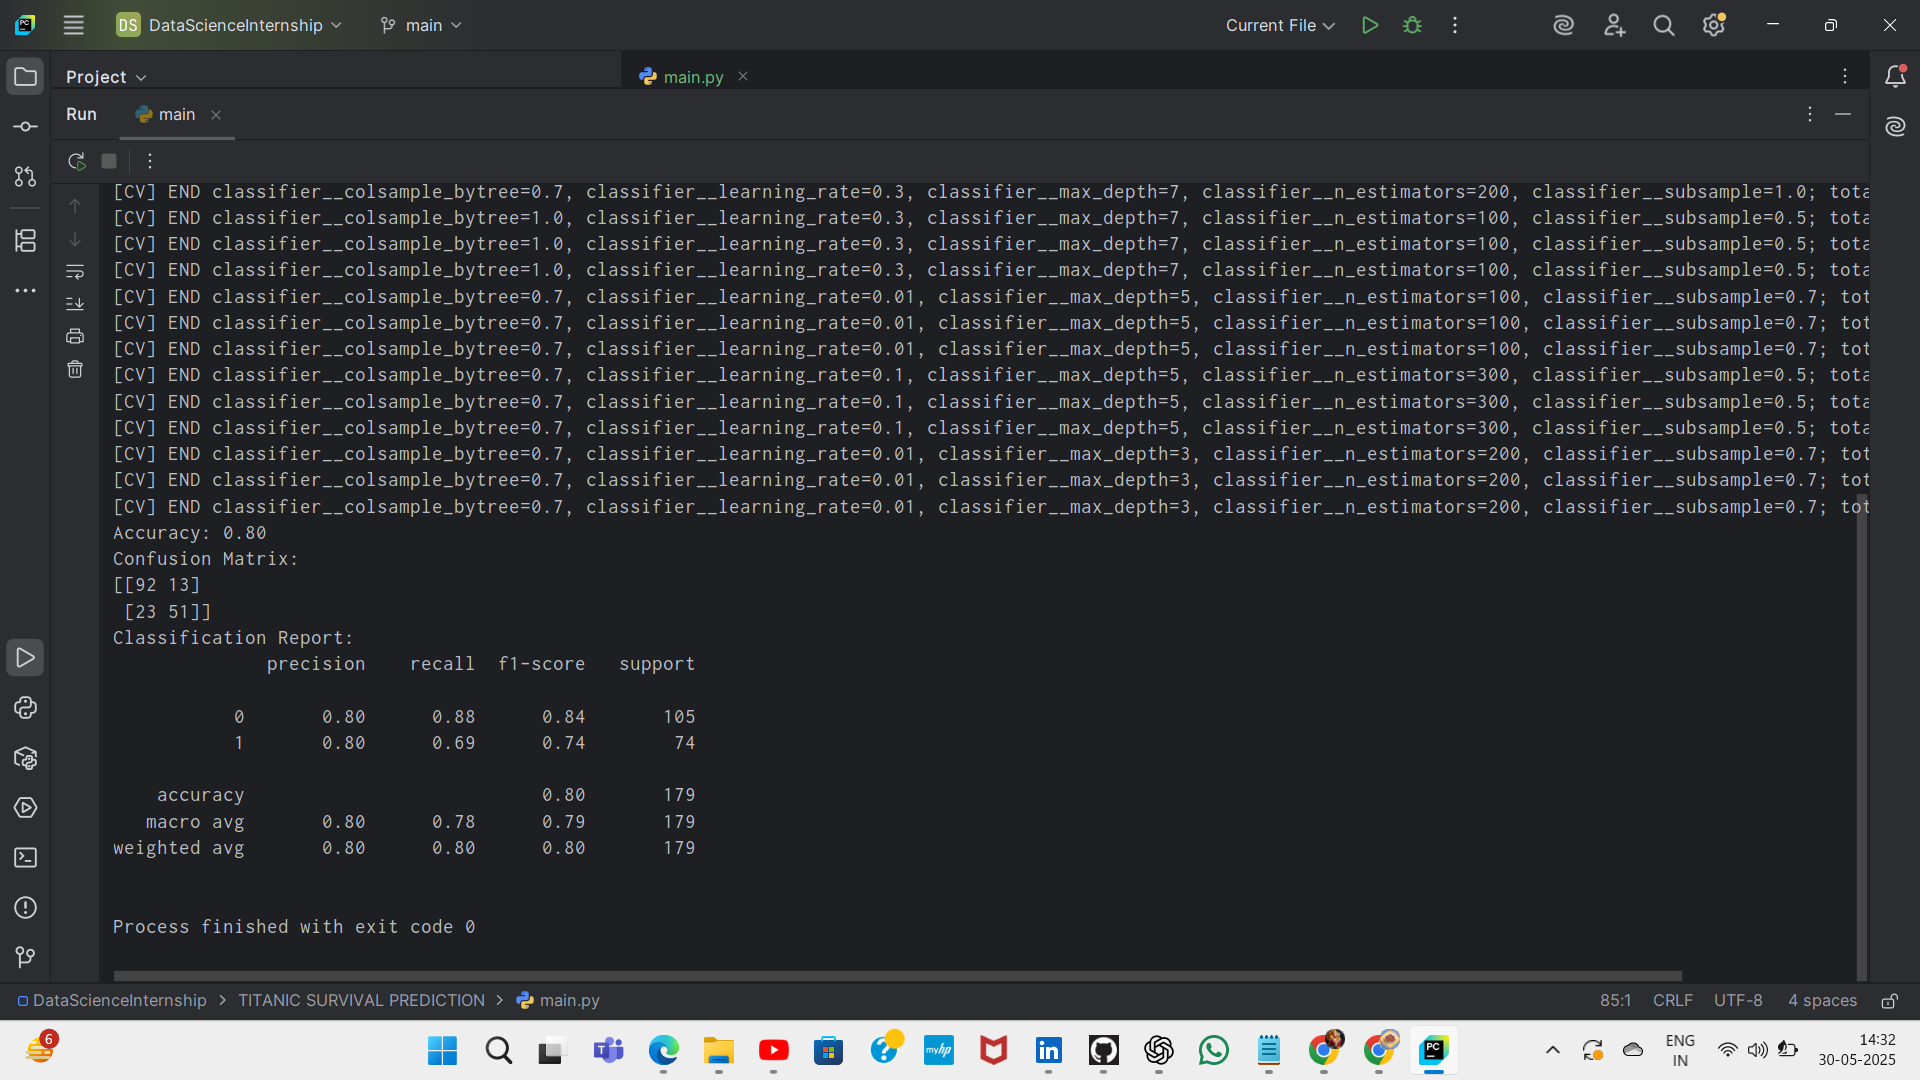 DS DataScienceInternship main Current File
Project main.py
Run main
[CV] END classifier__colsample_bytree=0.7, classifier__learning_rate=0.3, classifier__max_depth=7, classifier__n_estimators=200, classifier__subsample=1.0; tota
[CV] END classifier__colsample_bytree=1.0, classifier__learning_rate=0.3, classifier__max_depth=7, classifier__n_estimators=100, classifier__subsample=0.5; tota
[CV] END classifier__colsample_bytree=1.0, classifier__learning_rate=0.3, classifier__max_depth=7, classifier__n_estimators=100, classifier__subsample=0.5; tota
[CV] END classifier__colsample_bytree=1.0, classifier__learning_rate=0.3, classifier__max_depth=7, classifier__n_estimators=100, classifier__subsample=0.5; tota
[CV] END classifier__colsample_bytree=0.7, classifier__learning_rate=0.01, classifier__max_depth=5, classifier__n_estimators=100, classifier__subsample=0.7; tot
[CV] END classifier__colsample_bytree=0.7, classifier__learning_rate=0.01, classifier__max_depth=5, classifier__n_estimators=100, classifier__subsample=0.7; tot
[CV] END classifier__colsample_bytree=0.7, classifier__learning_rate=0.01, classifier__max_depth=5, classifier__n_estimators=100, classifier__subsample=0.7; tot
[CV] END classifier__colsample_bytree=0.7, classifier__learning_rate=0.1, classifier__max_depth=5, classifier__n_estimators=300, classifier__subsample=0.5; tota
[CV] END classifier__colsample_bytree=0.7, classifier__learning_rate=0.1, classifier__max_depth=5, classifier__n_estimators=300, classifier__subsample=0.5; tota
[CV] END classifier__colsample_bytree=0.7, classifier__learning_rate=0.1, classifier__max_depth=5, classifier__n_estimators=300, classifier__subsample=0.5; tota
[CV] END classifier__colsample_bytree=0.7, classifier__learning_rate=0.01, classifier__max_depth=3, classifier__n_estimators=200, classifier__subsample=0.7; tot
[CV] END classifier__colsample_bytree=0.7, classifier__learning_rate=0.01, classifier__max_depth=3, classifier__n_estimators=200, classifier__subsample=0.7; tot
[CV] END classifier__colsample_bytree=0.7, classifier__learning_rate=0.01, classifier__max_depth=3, classifier__n_estimators=200, classifier__subsample=0.7; tot
Accuracy: 0.80
Confusion Matrix:
[[92 13]
 [23 51]]
Classification Report:
              precision    recall  f1-score   support

           0       0.80      0.88      0.84       105
           1       0.80      0.69      0.74        74

    accuracy                           0.80       179
   macro avg       0.80      0.78      0.79       179
weighted avg       0.80      0.80      0.80       179

Process finished with exit code 0
DataScienceInternship > TITANIC SURVIVAL PREDICTION > main.py 85:1 CRLF UTF-8 4 spaces
6 myhp PC ENG 14:32
IN 30-05-2025